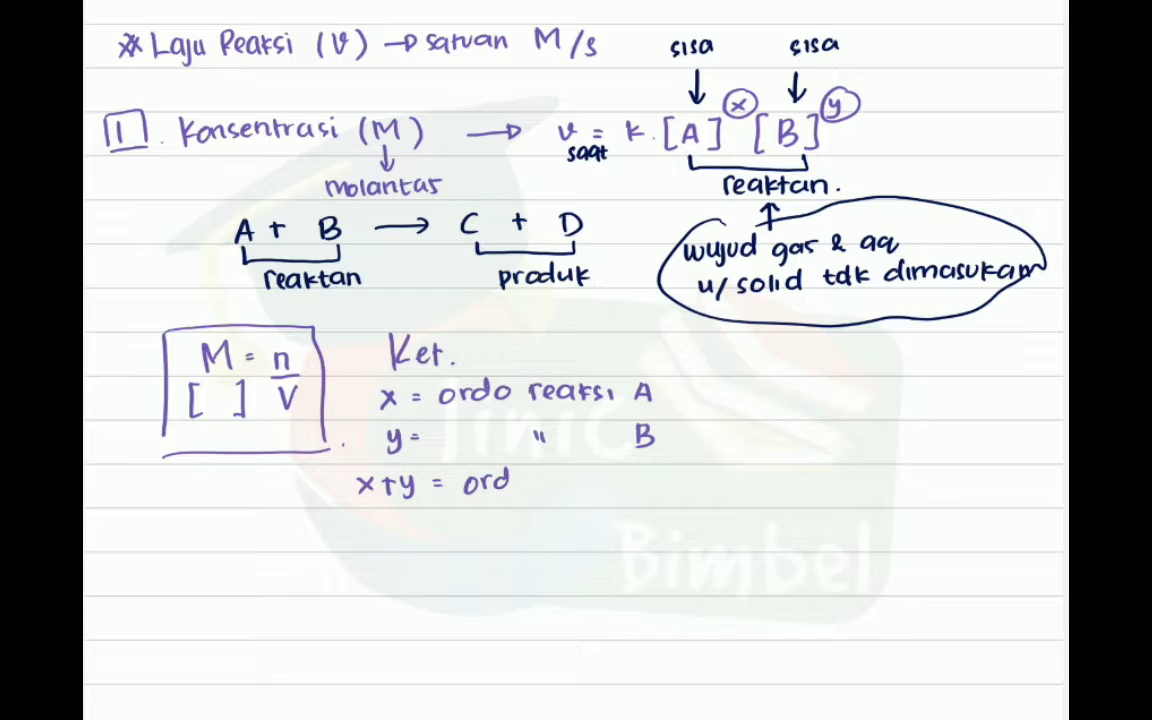 ** Laju Reaksi (V) → satuan M/s
sisa sisa
1. Konsentrasi (M) → v = k. [A]^x [B]^y
saat
molaritas
reaktan.
A + B → C + D
reaktan produk
wujud gas & aq
u/ solid tdk dimasukan
M = n
[ ] V
Ket.
x = ordo reaksi A
y = " B
x+y = ord
Bimbel